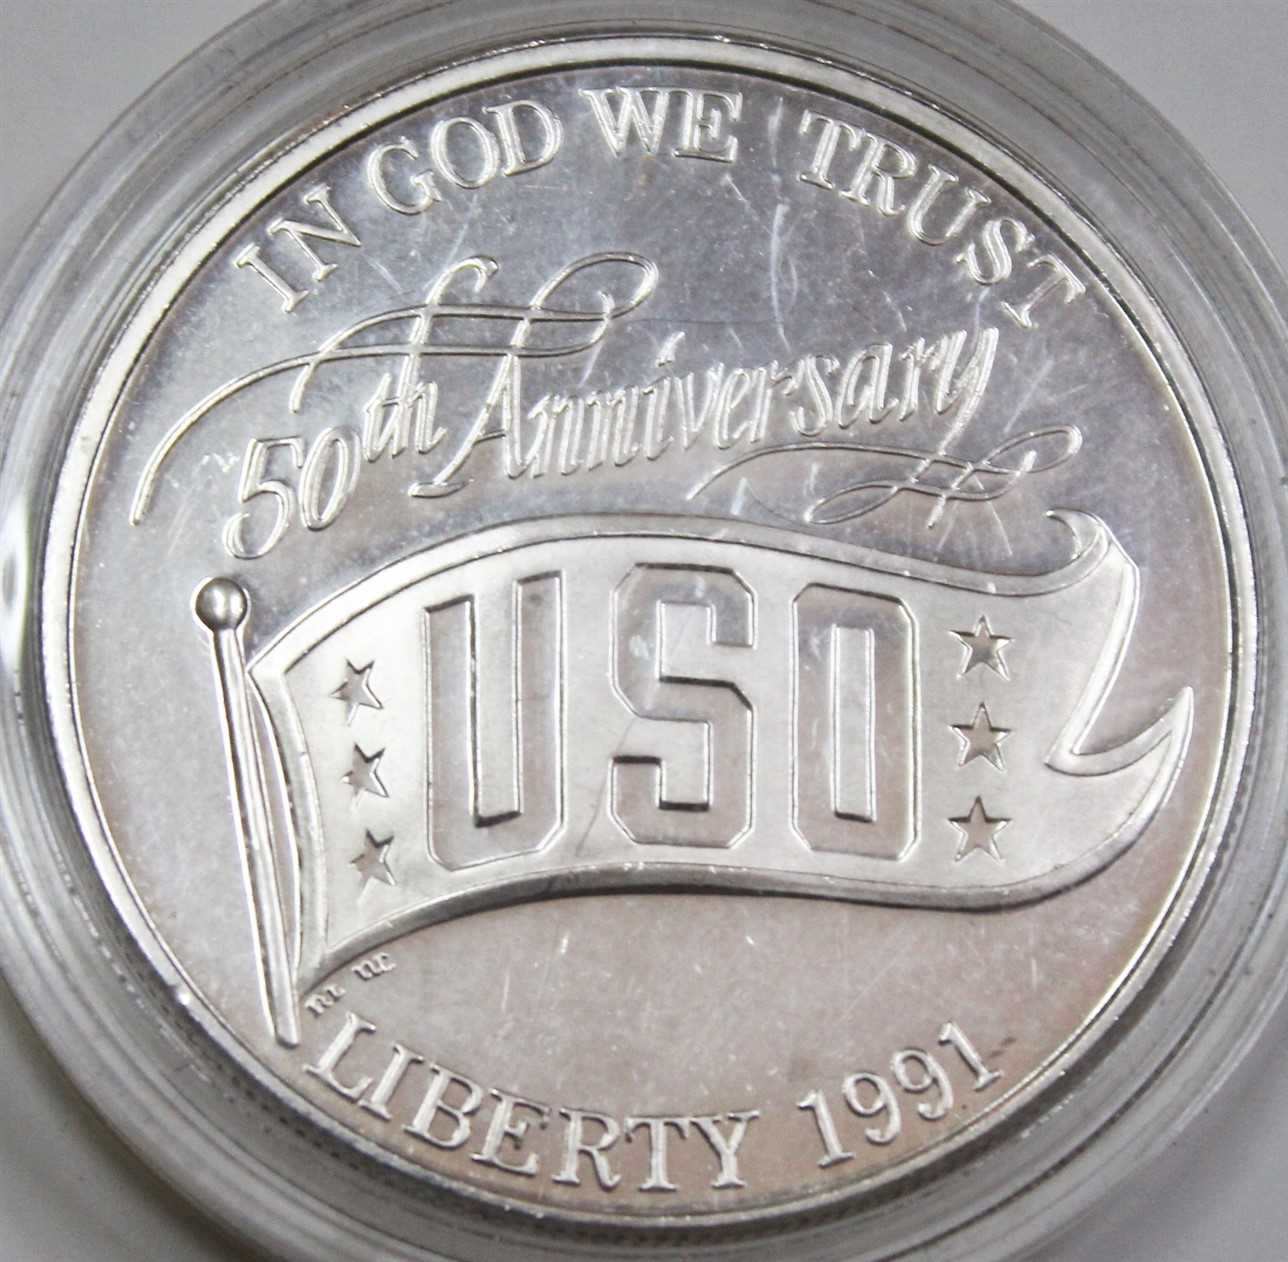 IN GOD WE TRUST
50th Anniversary
USO
LIBERTY 1991